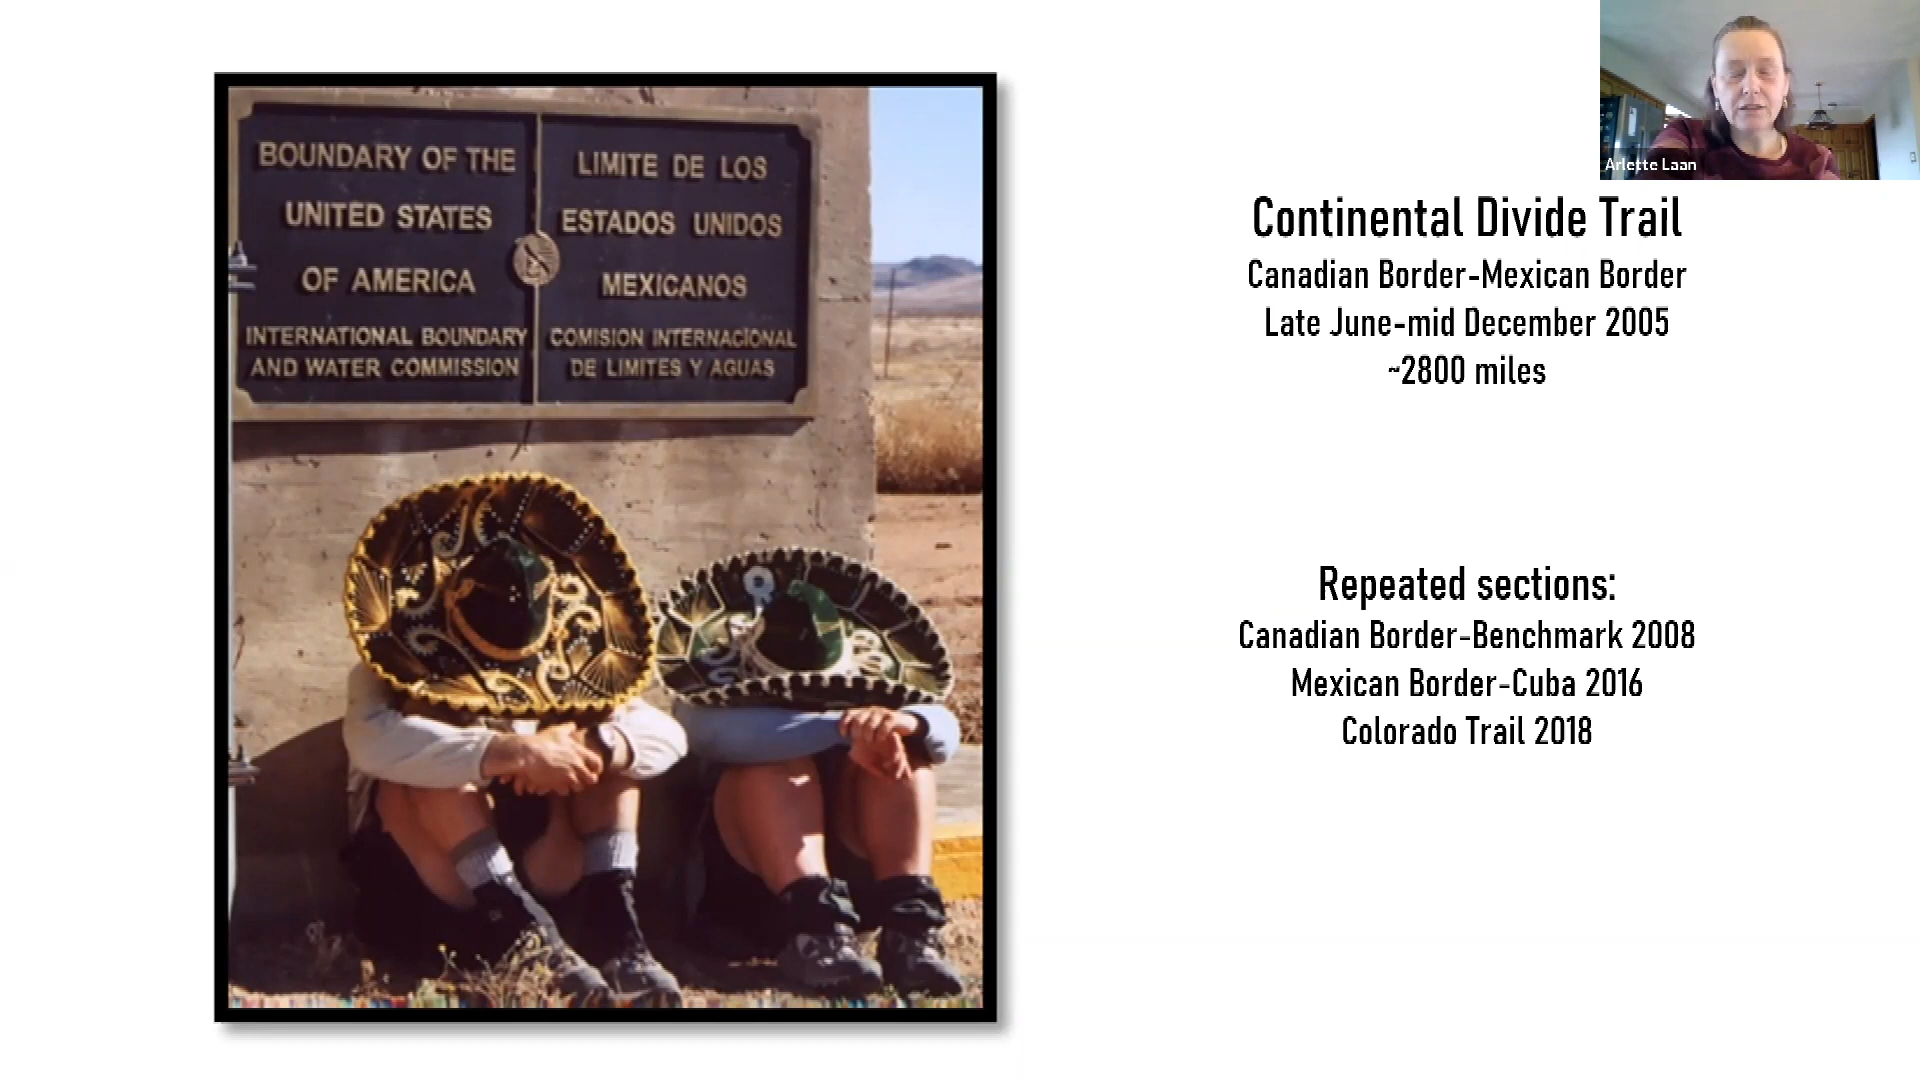 BOUNDARY OF THE
UNITED STATES
OF AMERICA
INTERNATIONAL BOUNDARY
AND WATER COMMISSION
LIMITE DE LOS
ESTADOS UNIDOS
MEXICANOS
COMISION INTERNACIONAL
DE LIMITES Y AGUAS
Arlette Laan
Continental Divide Trail
Canadian Border-Mexican Border
Late June-mid December 2005
~2800 miles
Repeated sections:
Canadian Border-Benchmark 2008
Mexican Border-Cuba 2016
Colorado Trail 2018